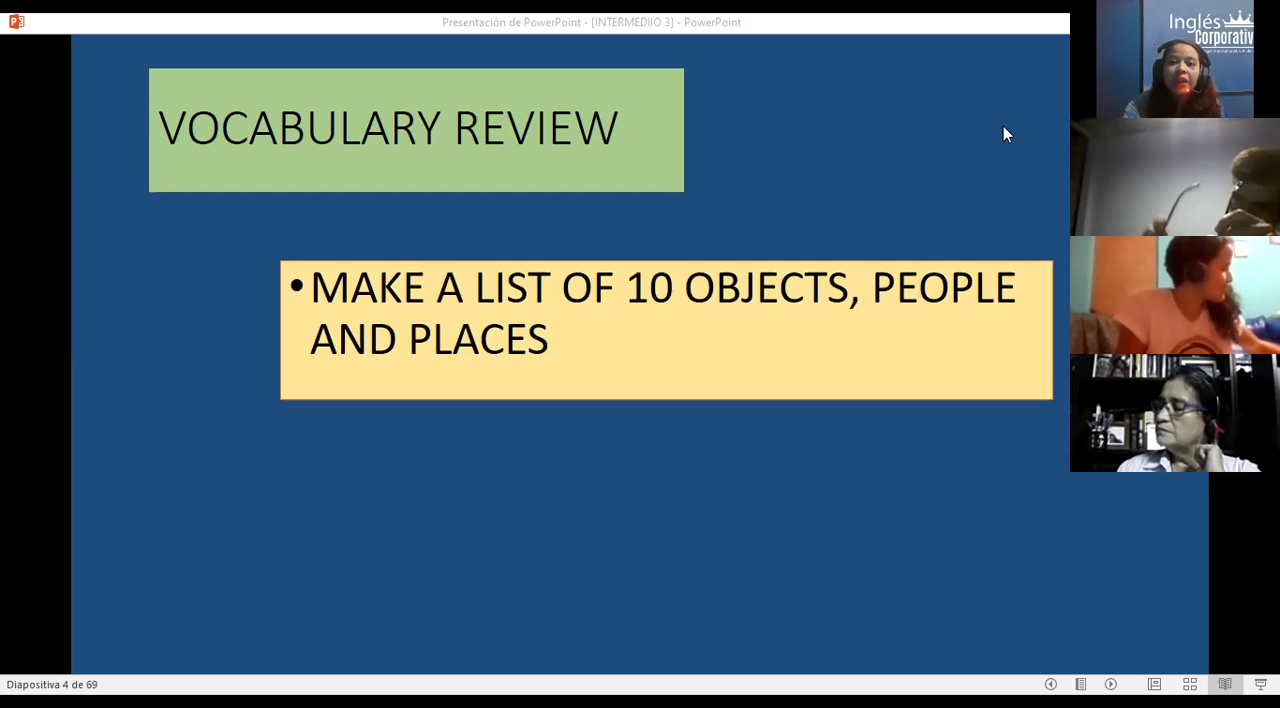 Presentación de PowerPoint - [INTERMEDIIO 3] - PowerPoint
Inglés
Corporativ
VOCABULARY REVIEW
•MAKE A LIST OF 10 OBJECTS, PEOPLE
AND PLACES
Diapositiva 4 de 69